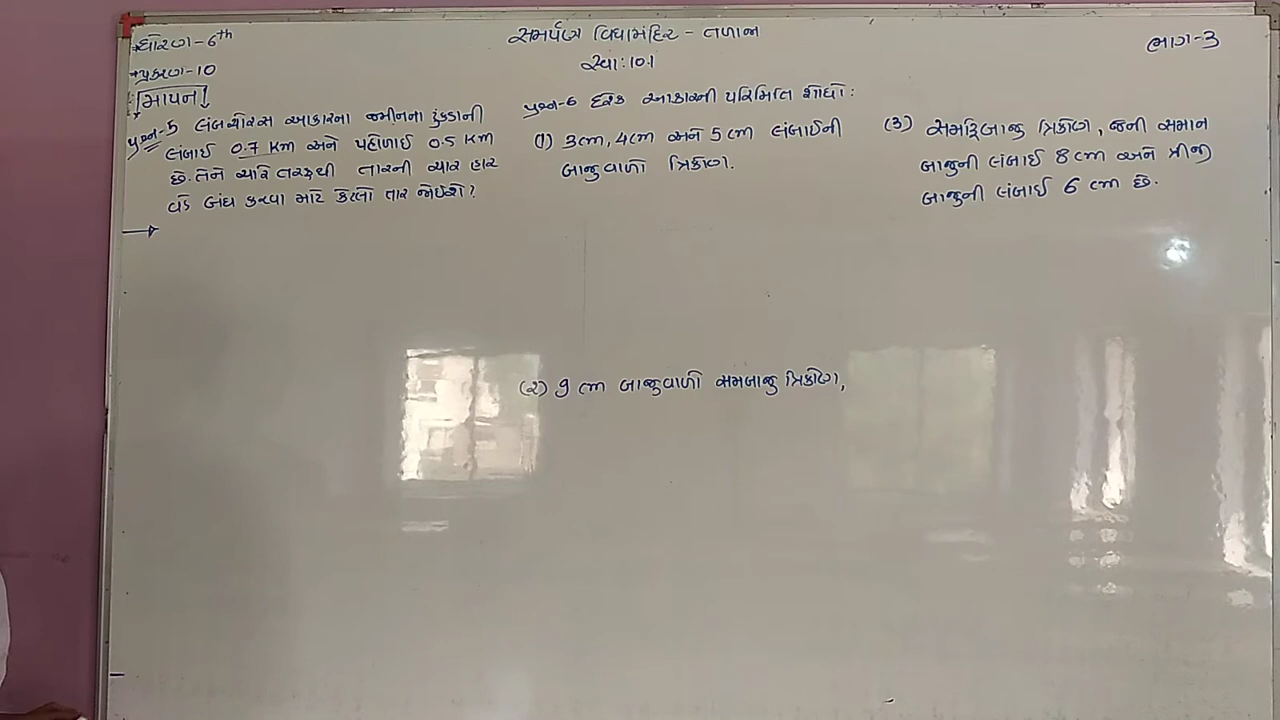 સમર્પણ વિદ્યામંદિર - તળાજા
સ્વા: 10.1
ભાગ-3
→ધોરણ-6th
→પ્રકરણ-10
→[માપન]
પ્રશ્ન-5 લંબચોરસ આકારના જમીનના ટુકડાની
લંબાઈ 0.7 Km અને પહોળાઈ 0.5 Km
છે. તેને ચારે તરફથી તારની ચાર હાર
વડે બંધ કરવા માટે કેટલો તાર જોઈશે?
→
પ્રશ્ન-6 દરેક આકારની પરિમિતિ શોધો:
(1) 3cm, 4cm અને 5 cm લંબાઈની
બાજુવાળો ત્રિકોણ.
(2) 9 cm બાજુવાળો સમબાજુ ત્રિકોણ,
(3) સમદ્વિબાજુ ત્રિકોણ, જેની સમાન
બાજુની લંબાઈ 8 cm અને ત્રીજી
બાજુની લંબાઈ 6 cm છે.